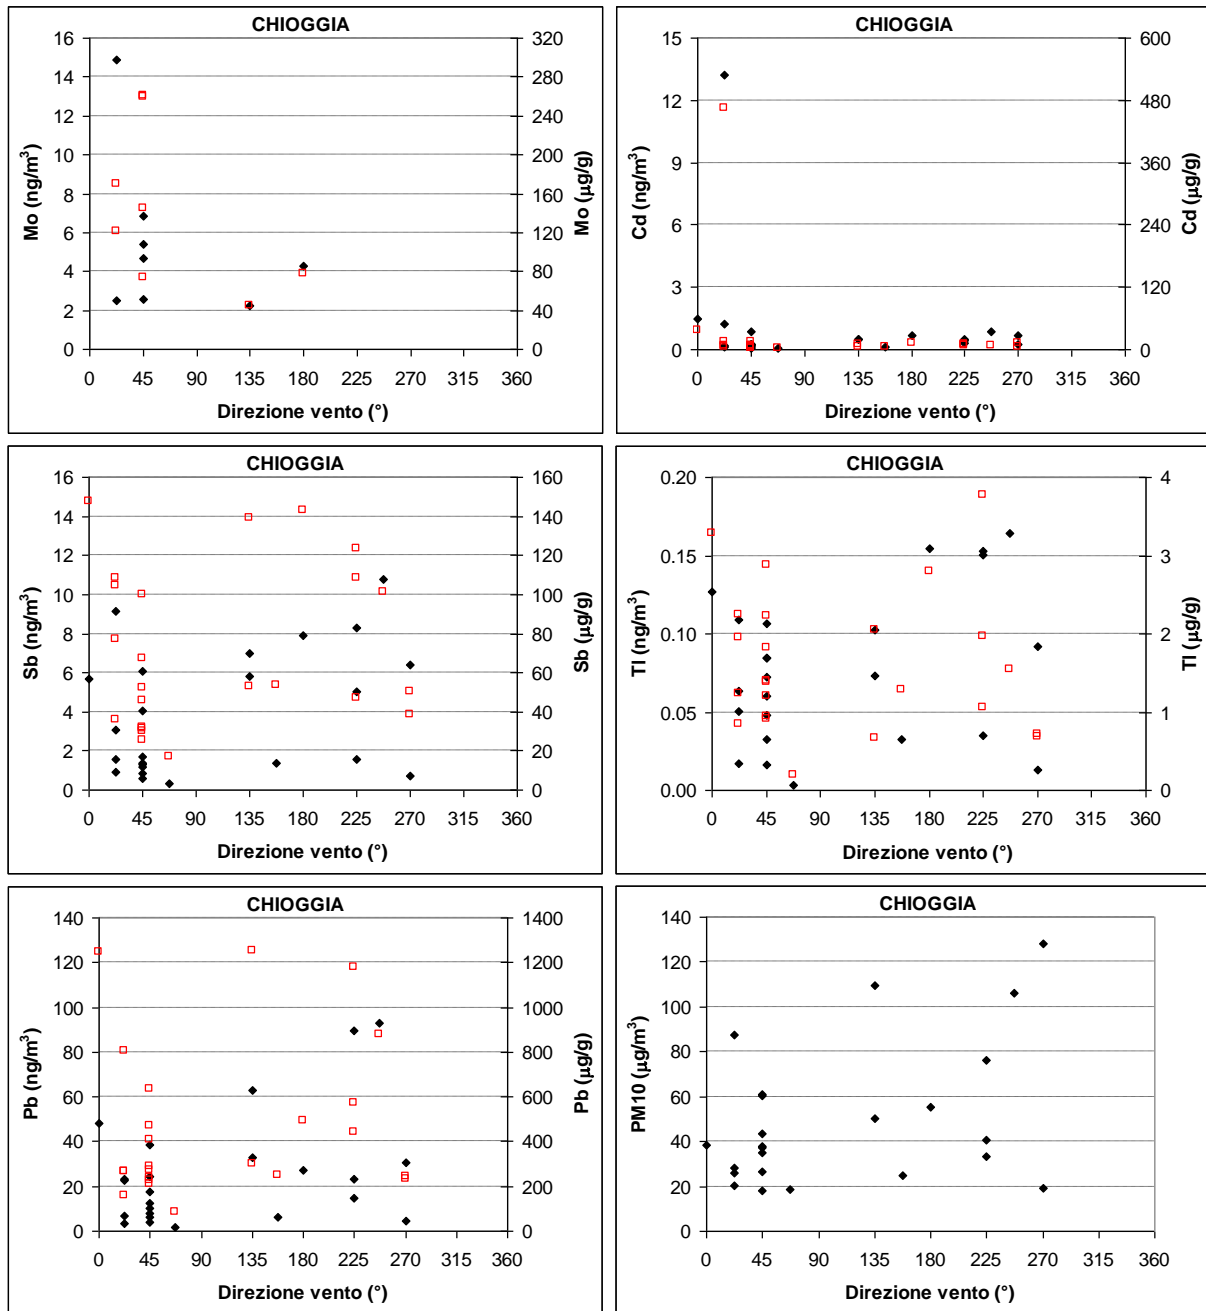 CHIOGGIA
16 14 12 10 8 6 4 2 0
Mo (ng/m³)
320 280 240 200 160 120 80 40 0
Mo (µg/g)
0 45 90 135 180 225 270 315 360
Direzione vento (°)
CHIOGGIA
15 12 9 6 3 0
Cd (ng/m³)
600 480 360 240 120 0
Cd (µg/g)
0 45 90 135 180 225 270 315 360
Direzione vento (°)
CHIOGGIA
16 14 12 10 8 6 4 2 0
Sb (ng/m³)
160 140 120 100 80 60 40 20 0
Sb (µg/g)
0 45 90 135 180 225 270 315 360
Direzione vento (°)
CHIOGGIA
0.20 0.15 0.10 0.05 0.00
Tl (ng/m³)
4 3 2 1 0
Tl (µg/g)
0 45 90 135 180 225 270 315 360
Direzione vento (°)
CHIOGGIA
140 120 100 80 60 40 20 0
Pb (ng/m³)
1400 1200 1000 800 600 400 200 0
Pb (µg/g)
0 45 90 135 180 225 270 315 360
Direzione vento (°)
CHIOGGIA
140 120 100 80 60 40 20 0
PM10 (µg/m³)
0 45 90 135 180 225 270 315 360
Direzione vento (°)